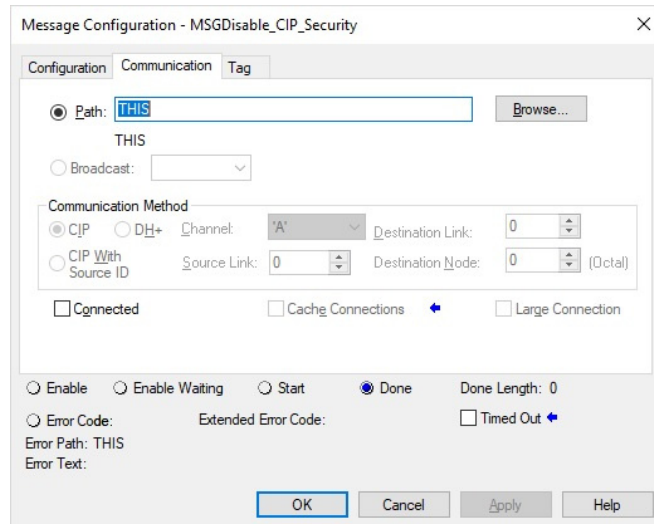 Message Configuration - MSGDisable_CIP_Security
Configuration Communication Tag
Path: THIS Browse...
THIS
Broadcast:
Communication Method
CIP DH+ Channel: 'A' Destination Link: 0
CIP With Source ID Source Link: 0 Destination Node: 0 (Octal)
Connected Cache Connections Large Connection
Enable Enable Waiting Start Done Done Length: 0
Error Code: Extended Error Code: Timed Out
Error Path: THIS
Error Text:
OK Cancel Apply Help